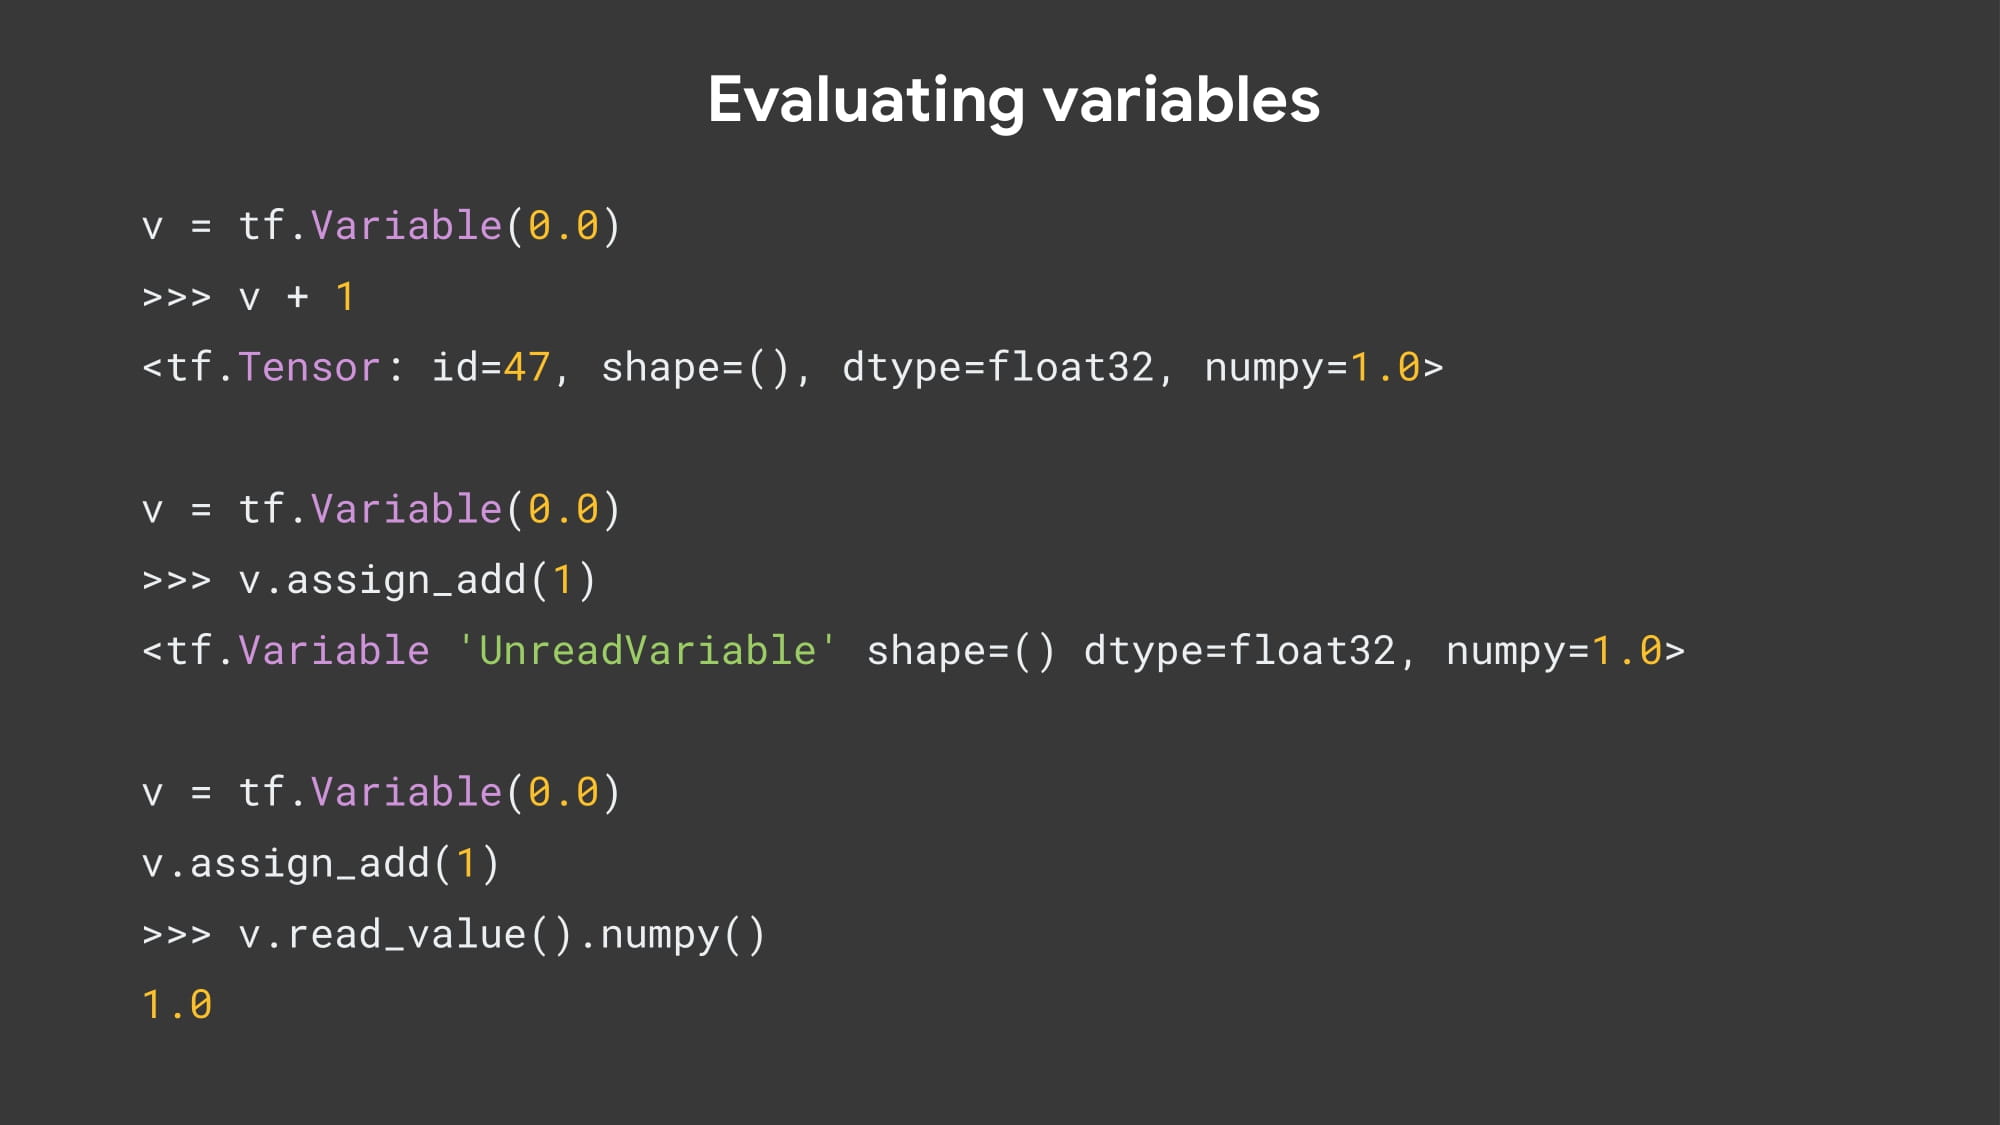 Evaluating variables
v = tf.Variable(0.0)
>>> v + 1
<tf.Tensor: id=47, shape=(), dtype=float32, numpy=1.0>
v = tf.Variable(0.0)
>>> v.assign_add(1)
<tf.Variable 'UnreadVariable' shape=() dtype=float32, numpy=1.0>
v = tf.Variable(0.0)
v.assign_add(1)
>>> v.read_value().numpy()
1.0